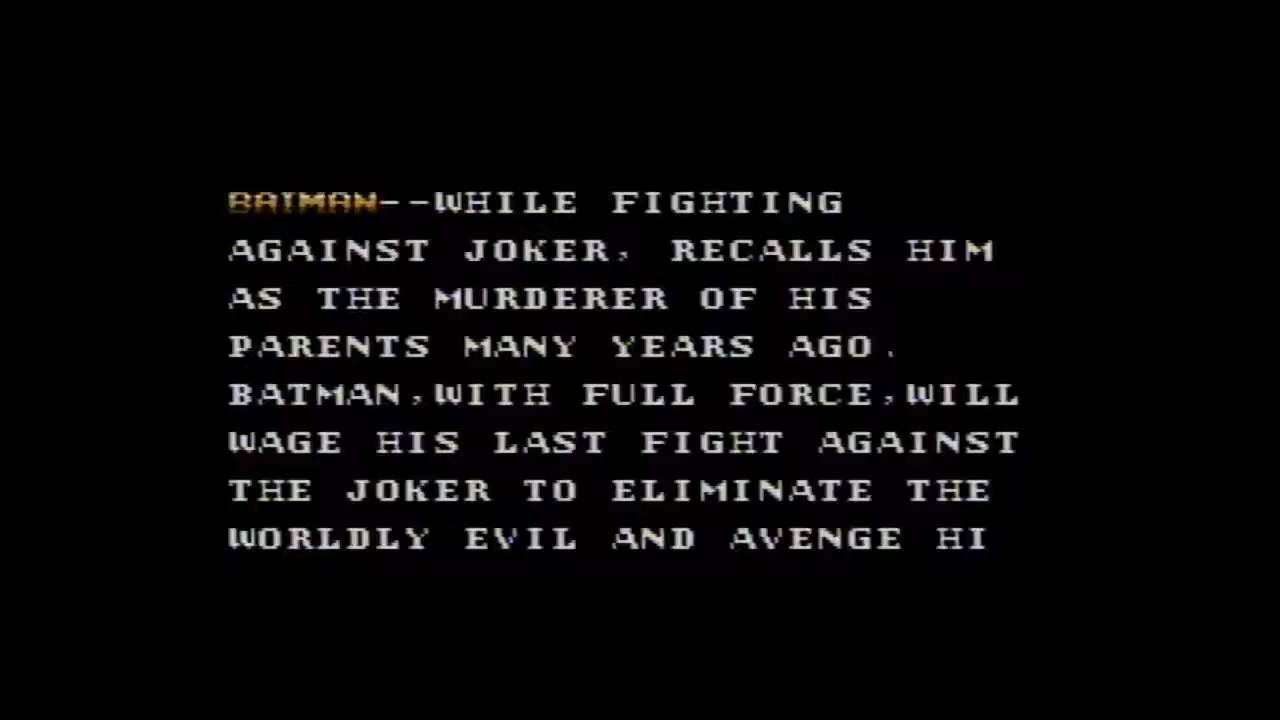 BATMAN--WHILE FIGHTING
AGAINST JOKER, RECALLS HIM
AS THE MURDERER OF HIS
PARENTS MANY YEARS AGO.
BATMAN,WITH FULL FORCE,WILL
WAGE HIS LAST FIGHT AGAINST
THE JOKER TO ELIMINATE THE
WORLDLY EVIL AND AVENGE HI